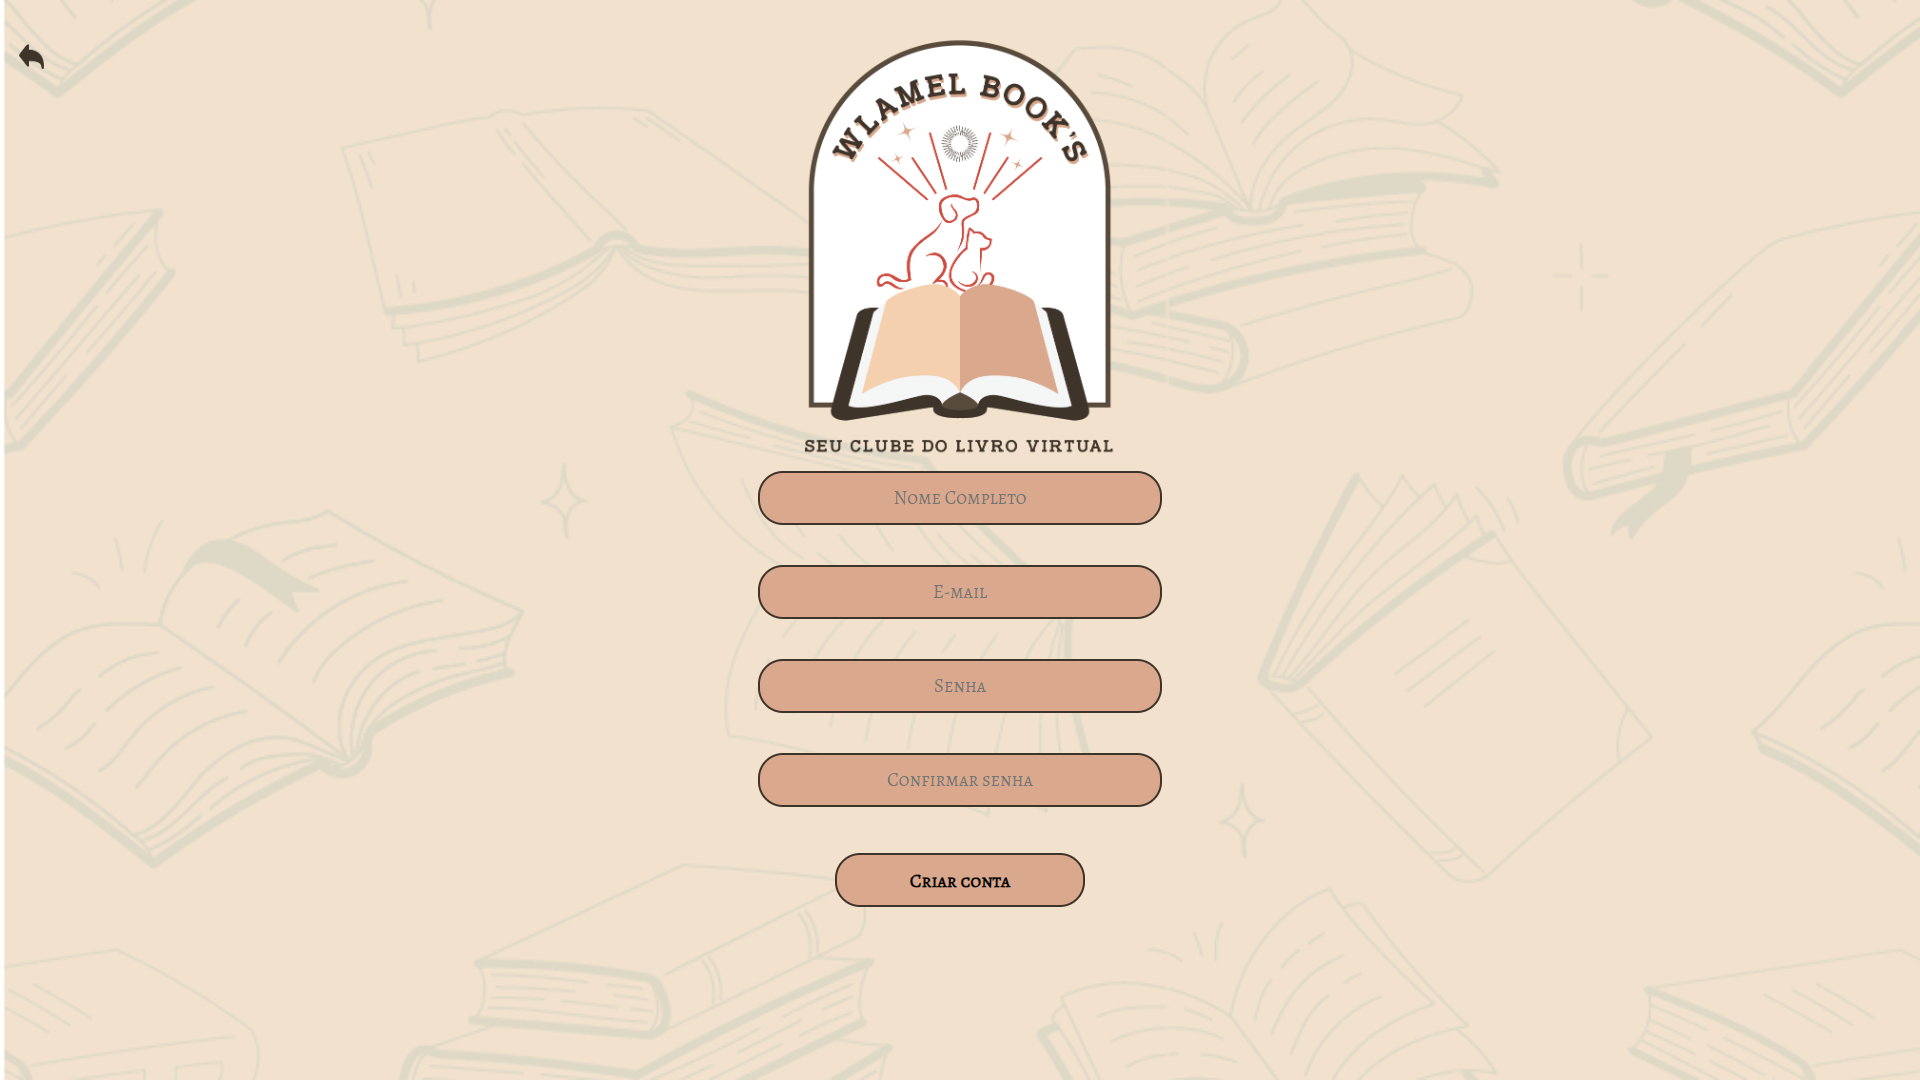 WLAMEL BOOK'S
SEU CLUBE DO LIVRO VIRTUAL
Nome Completo
E-mail
Senha
Confirmar senha
Criar conta